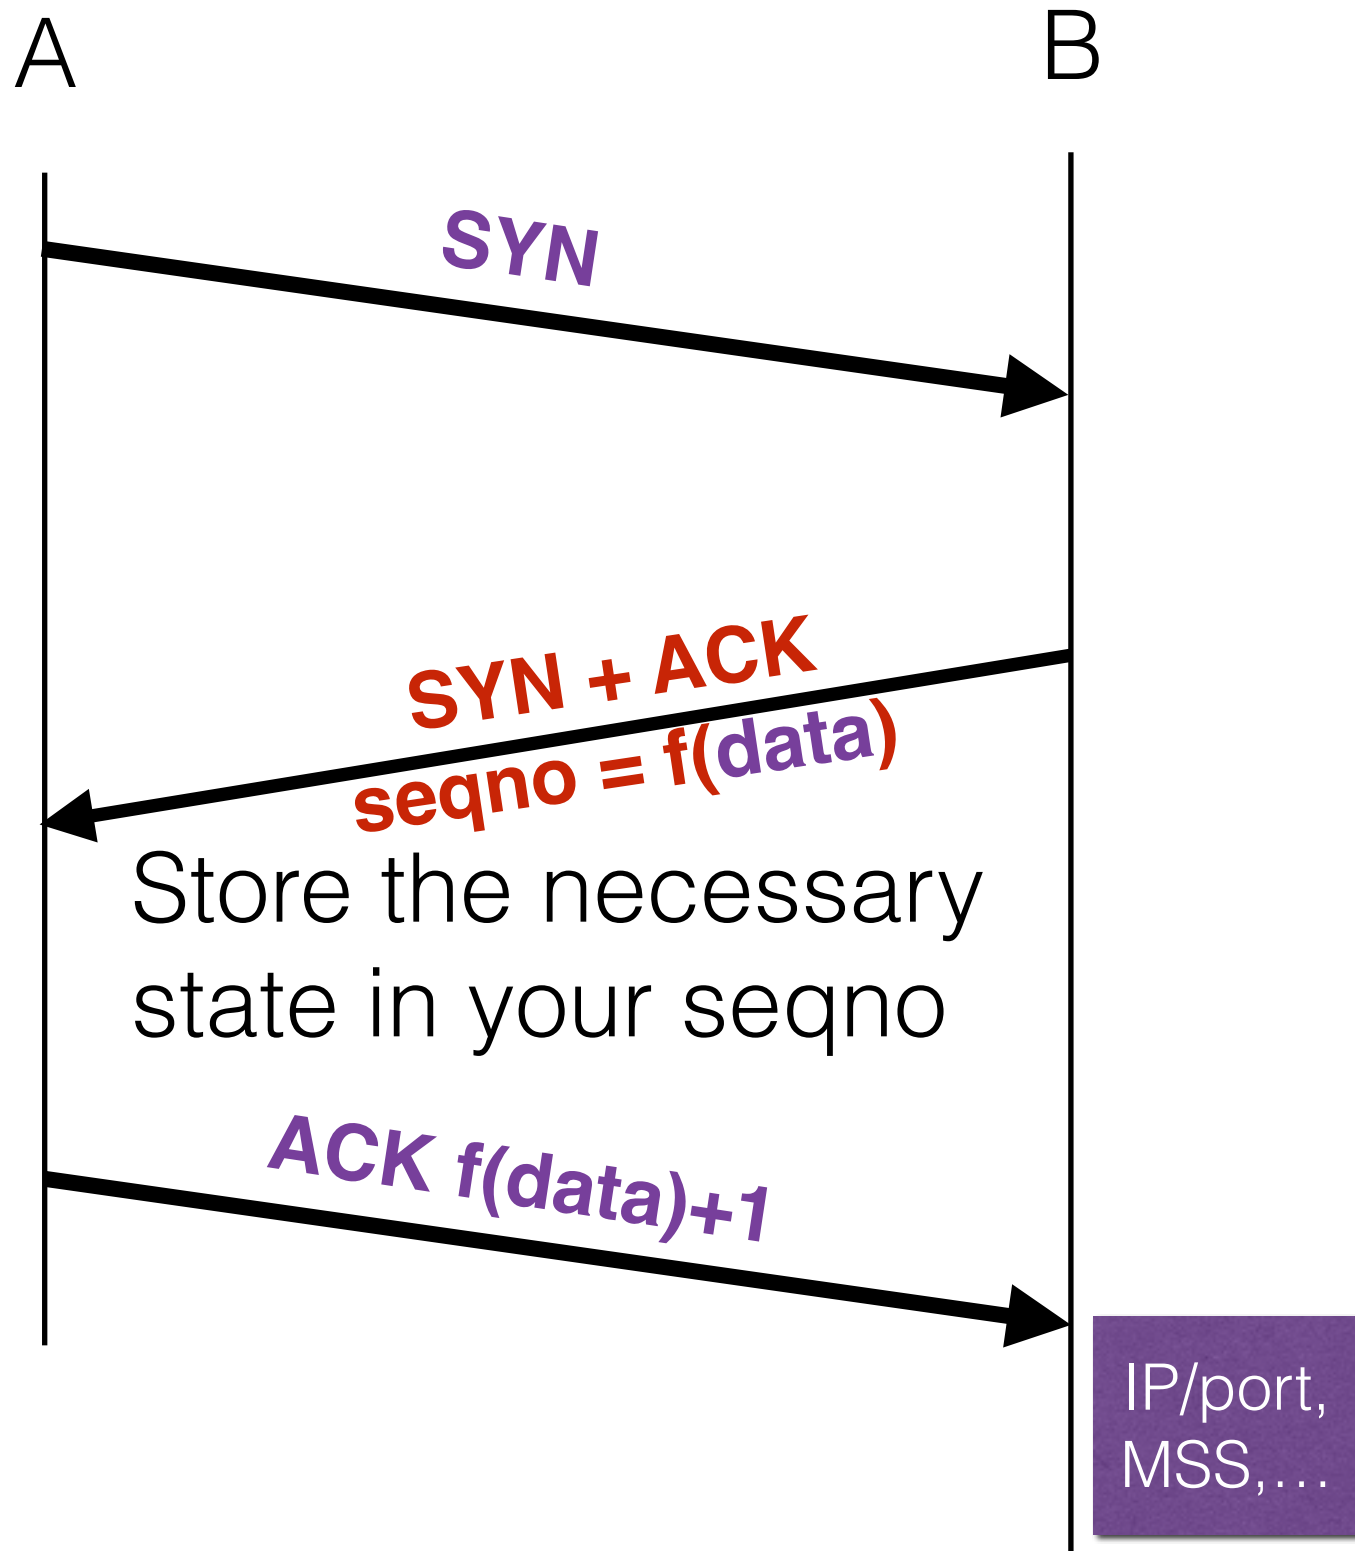 A
B
SYN
SYN + ACK
seqno = f(data)
Store the necessary
state in your seqno
ACK f(data)+1
IP/port,
MSS,…